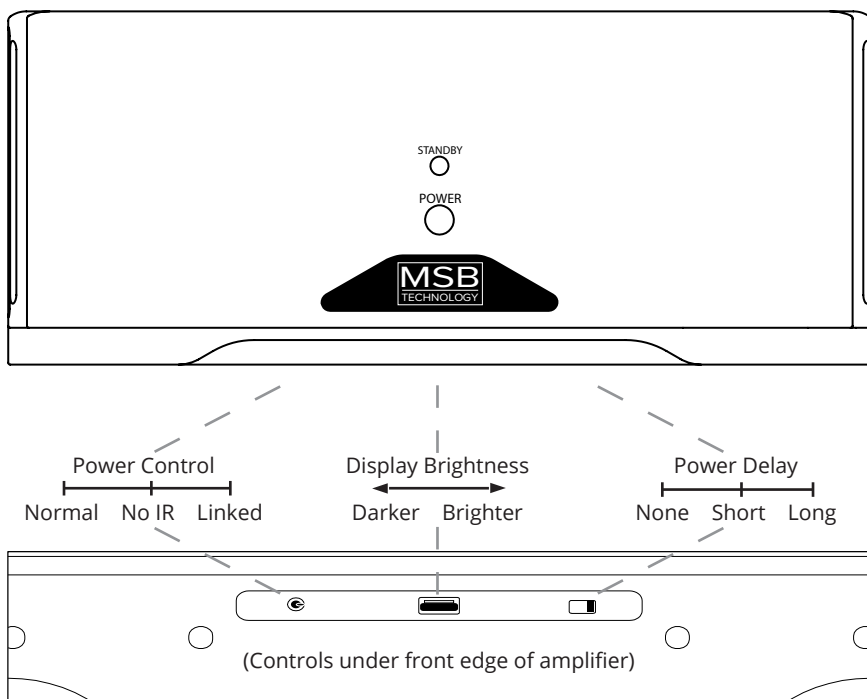 STANDBY
POWER
MSB
TECHNOLOGY
Power Control
Normal No IR Linked
Display Brightness
Darker Brighter
Power Delay
None Short Long
(Controls under front edge of amplifier)